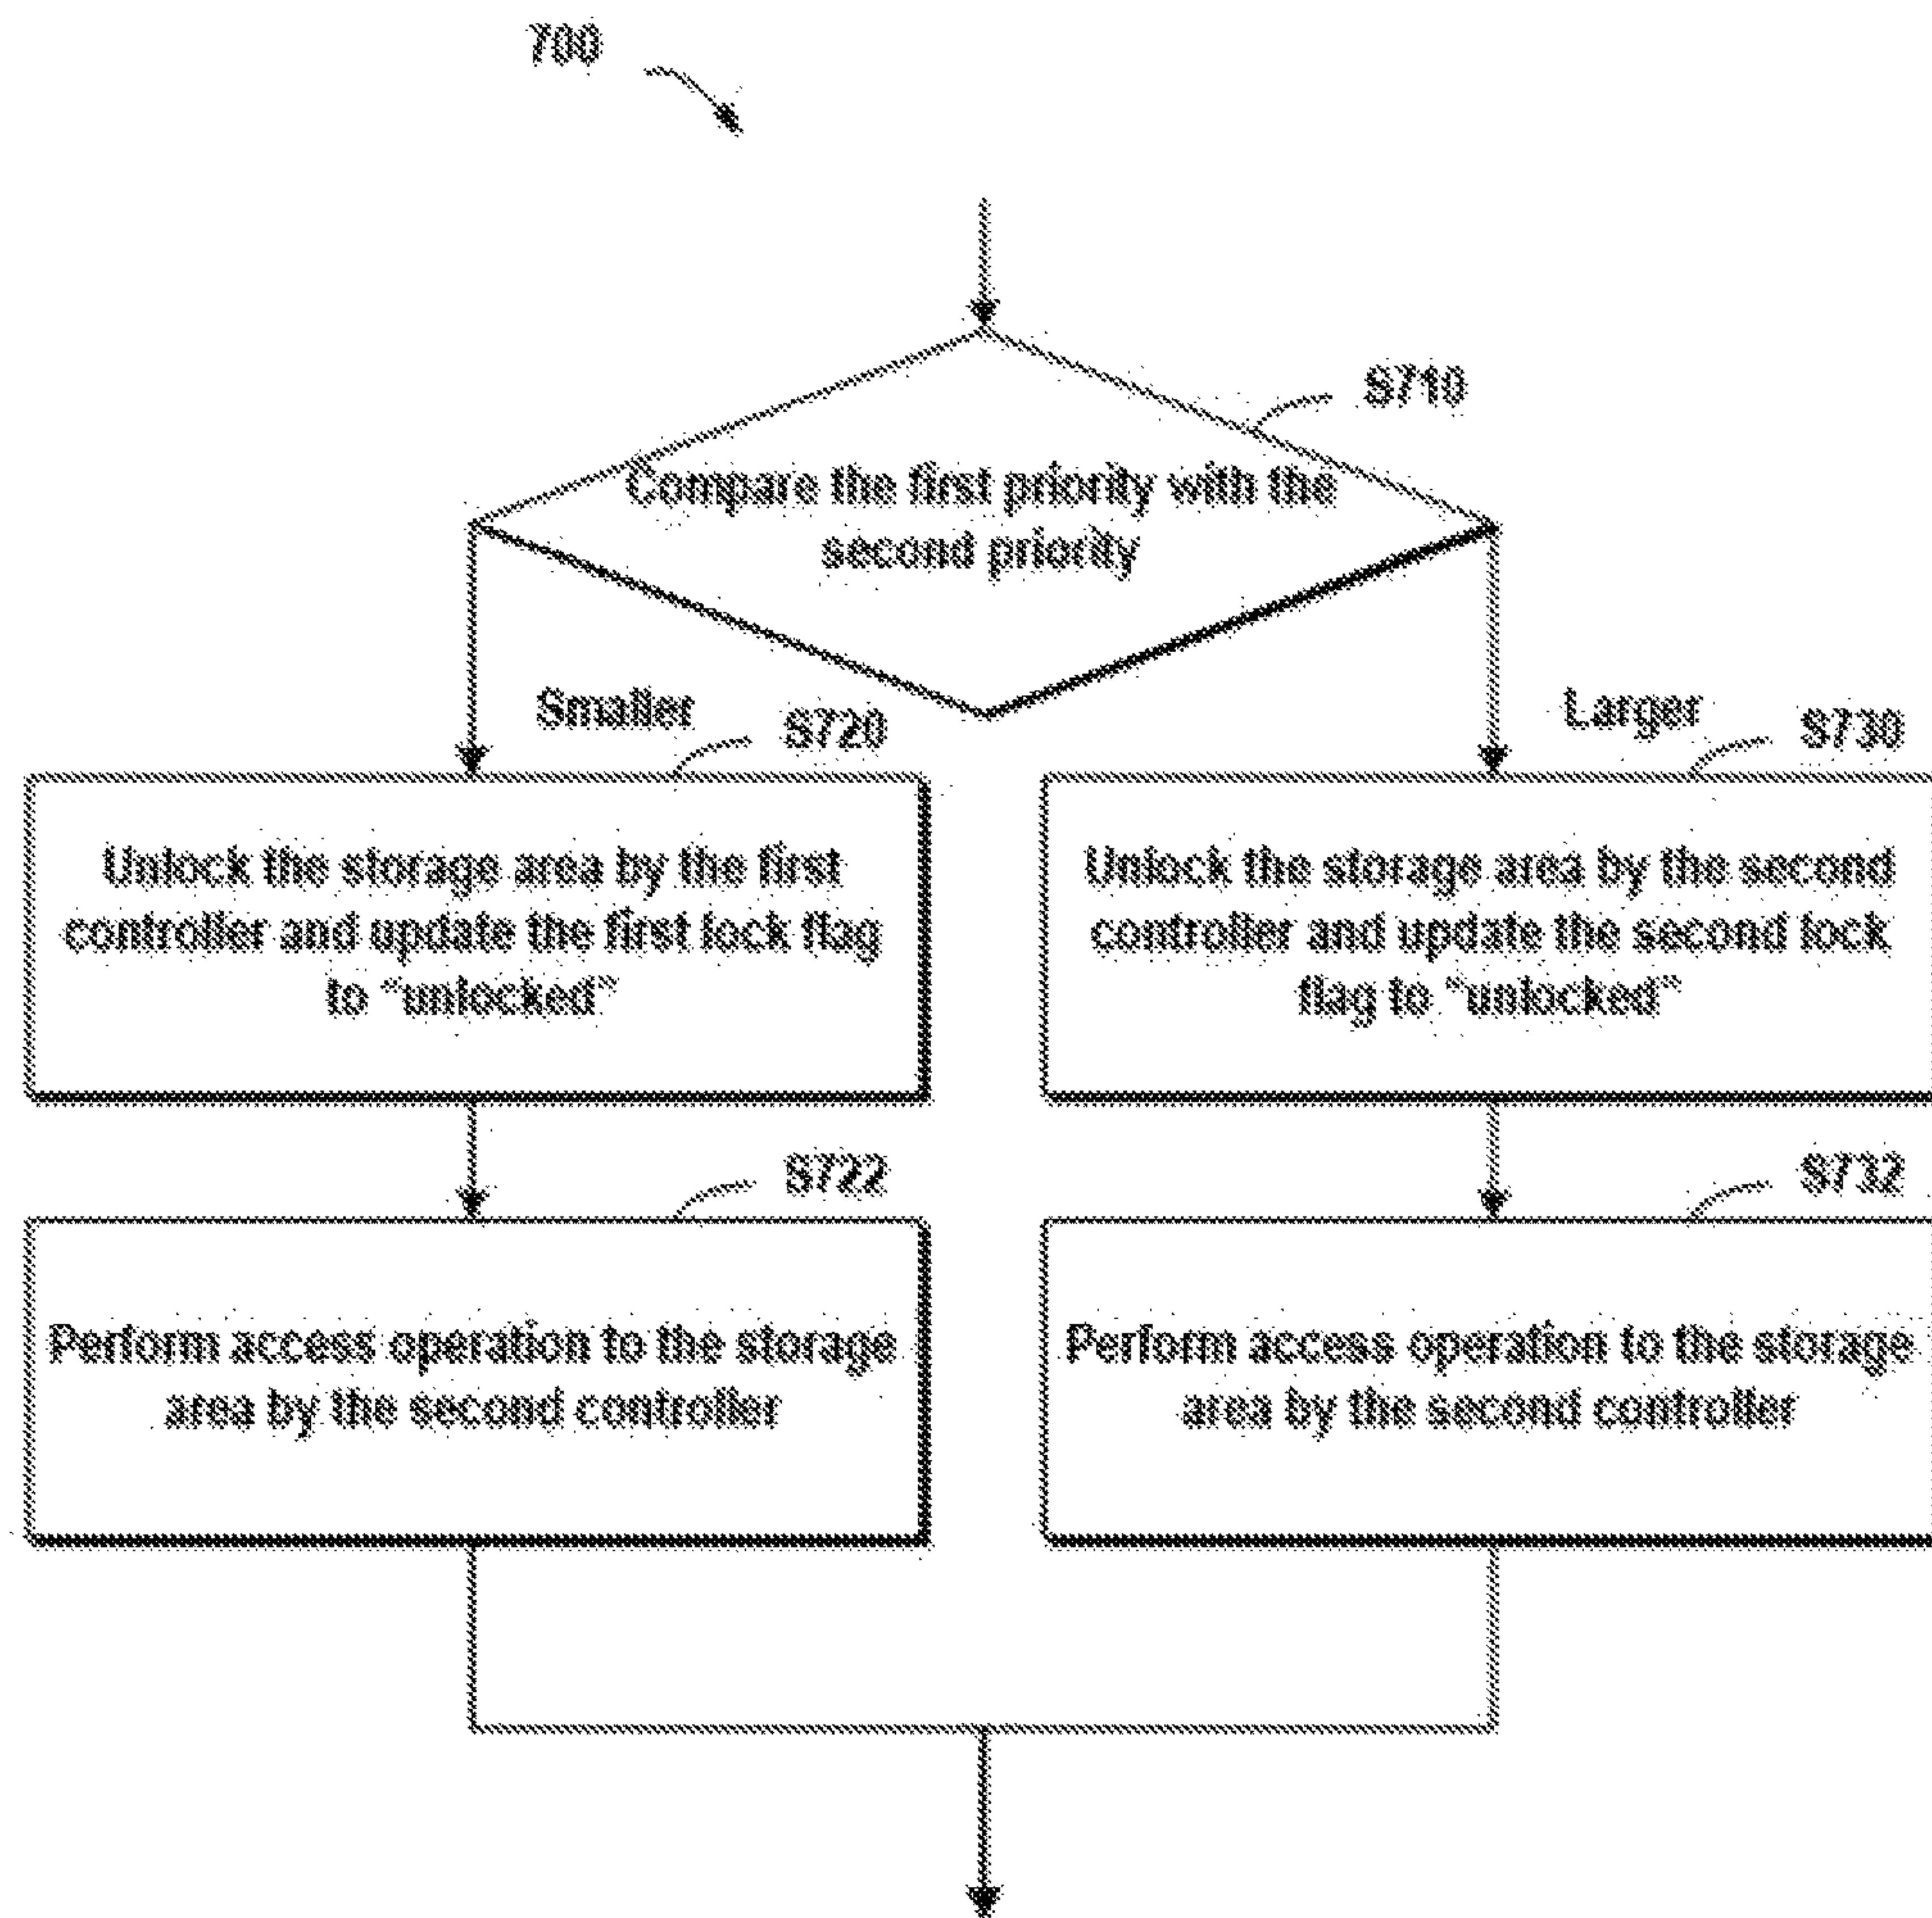 700
S710
Compare the first priority with the
second priority
Smaller
S720
Larger
S730
Unlock the storage area by the first
controller and update the first lock flag
to “unlocked”
Unlock the storage area by the second
controller and update the second lock
flag to “unlocked”
S722
S732
Perform access operation to the storage
area by the second controller
Perform access operation to the storage
area by the second controller